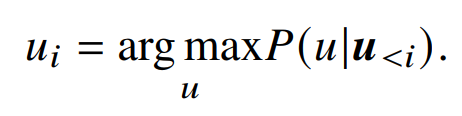 u_i = arg max P(u|u_{<i}).
u